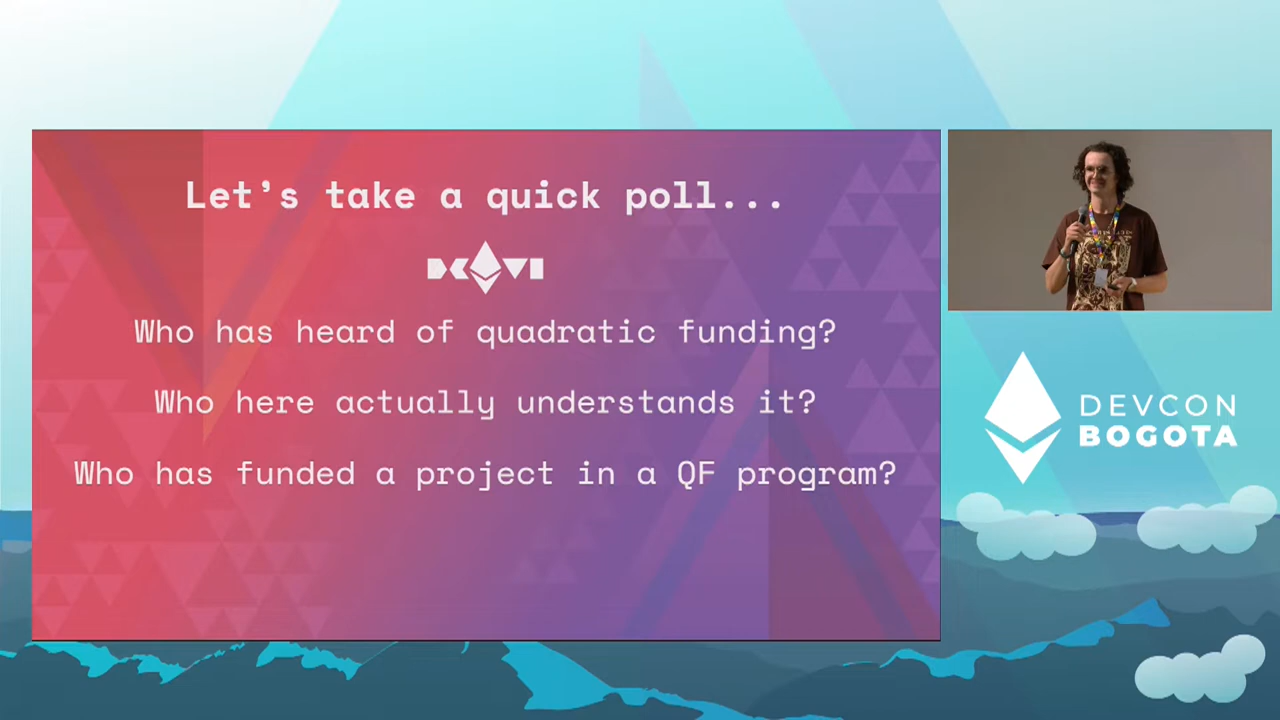 Let's take a quick poll...
Who has heard of quadratic funding?
Who here actually understands it?
Who has funded a project in a QF program?
DEVCON
BOGOTA